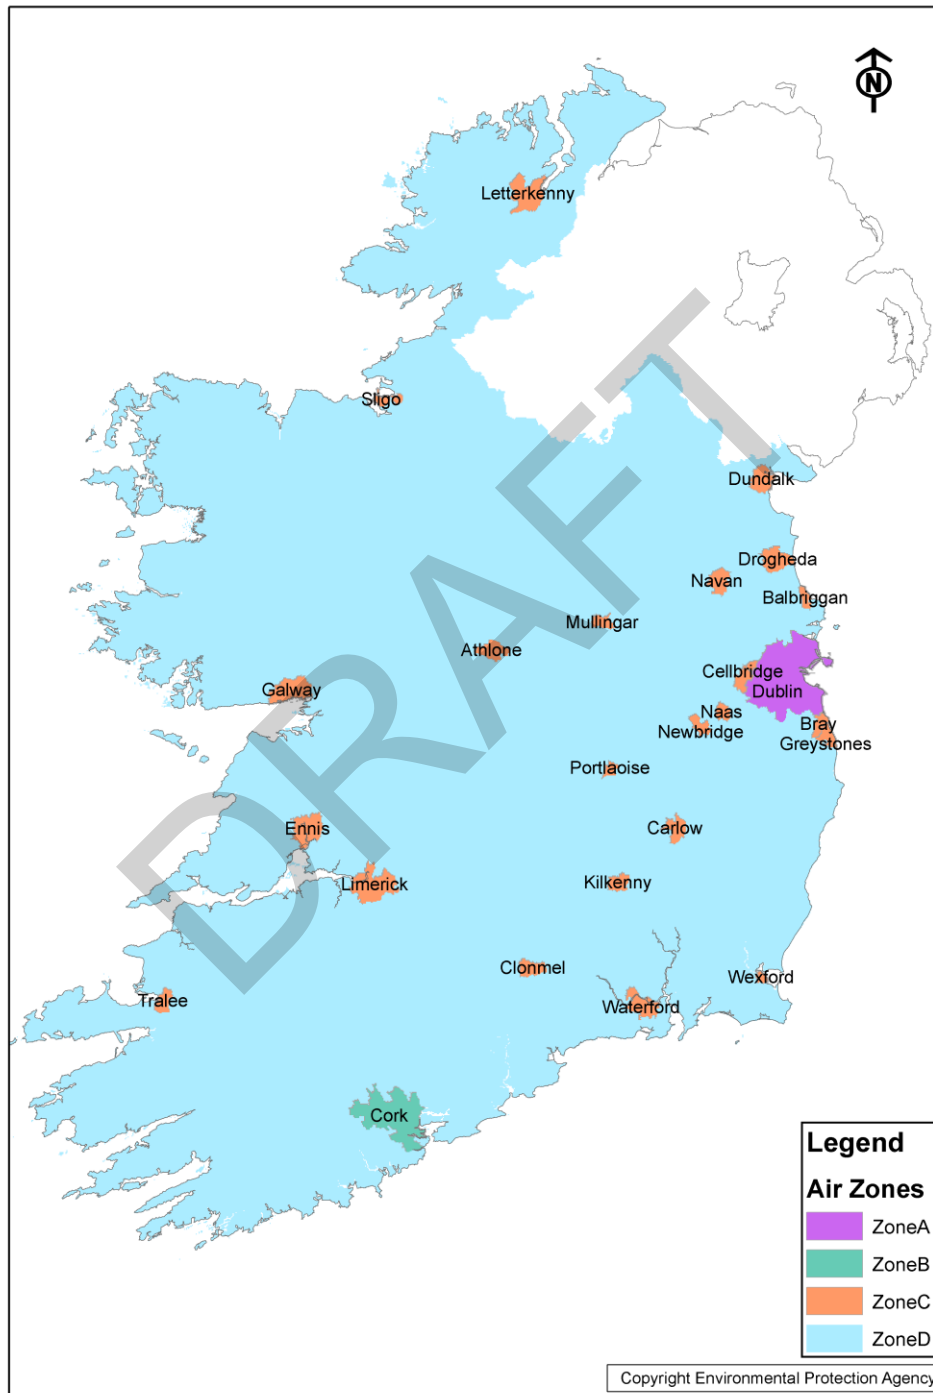 N
Letterkenny
Sligo
Dundalk
Drogheda
Navan
Balbriggan
Mullingar
Athlone
Cellbridge
Galway
Dublin
Naas
Bray
Newbridge
Greystones
Portlaoise
Ennis
Carlow
Limerick
Kilkenny
Clonmel
Wexford
Tralee
Waterford
Cork
DRAFT
Legend
Air Zones
ZoneA
ZoneB
ZoneC
ZoneD
Copyright Environmental Protection Agency